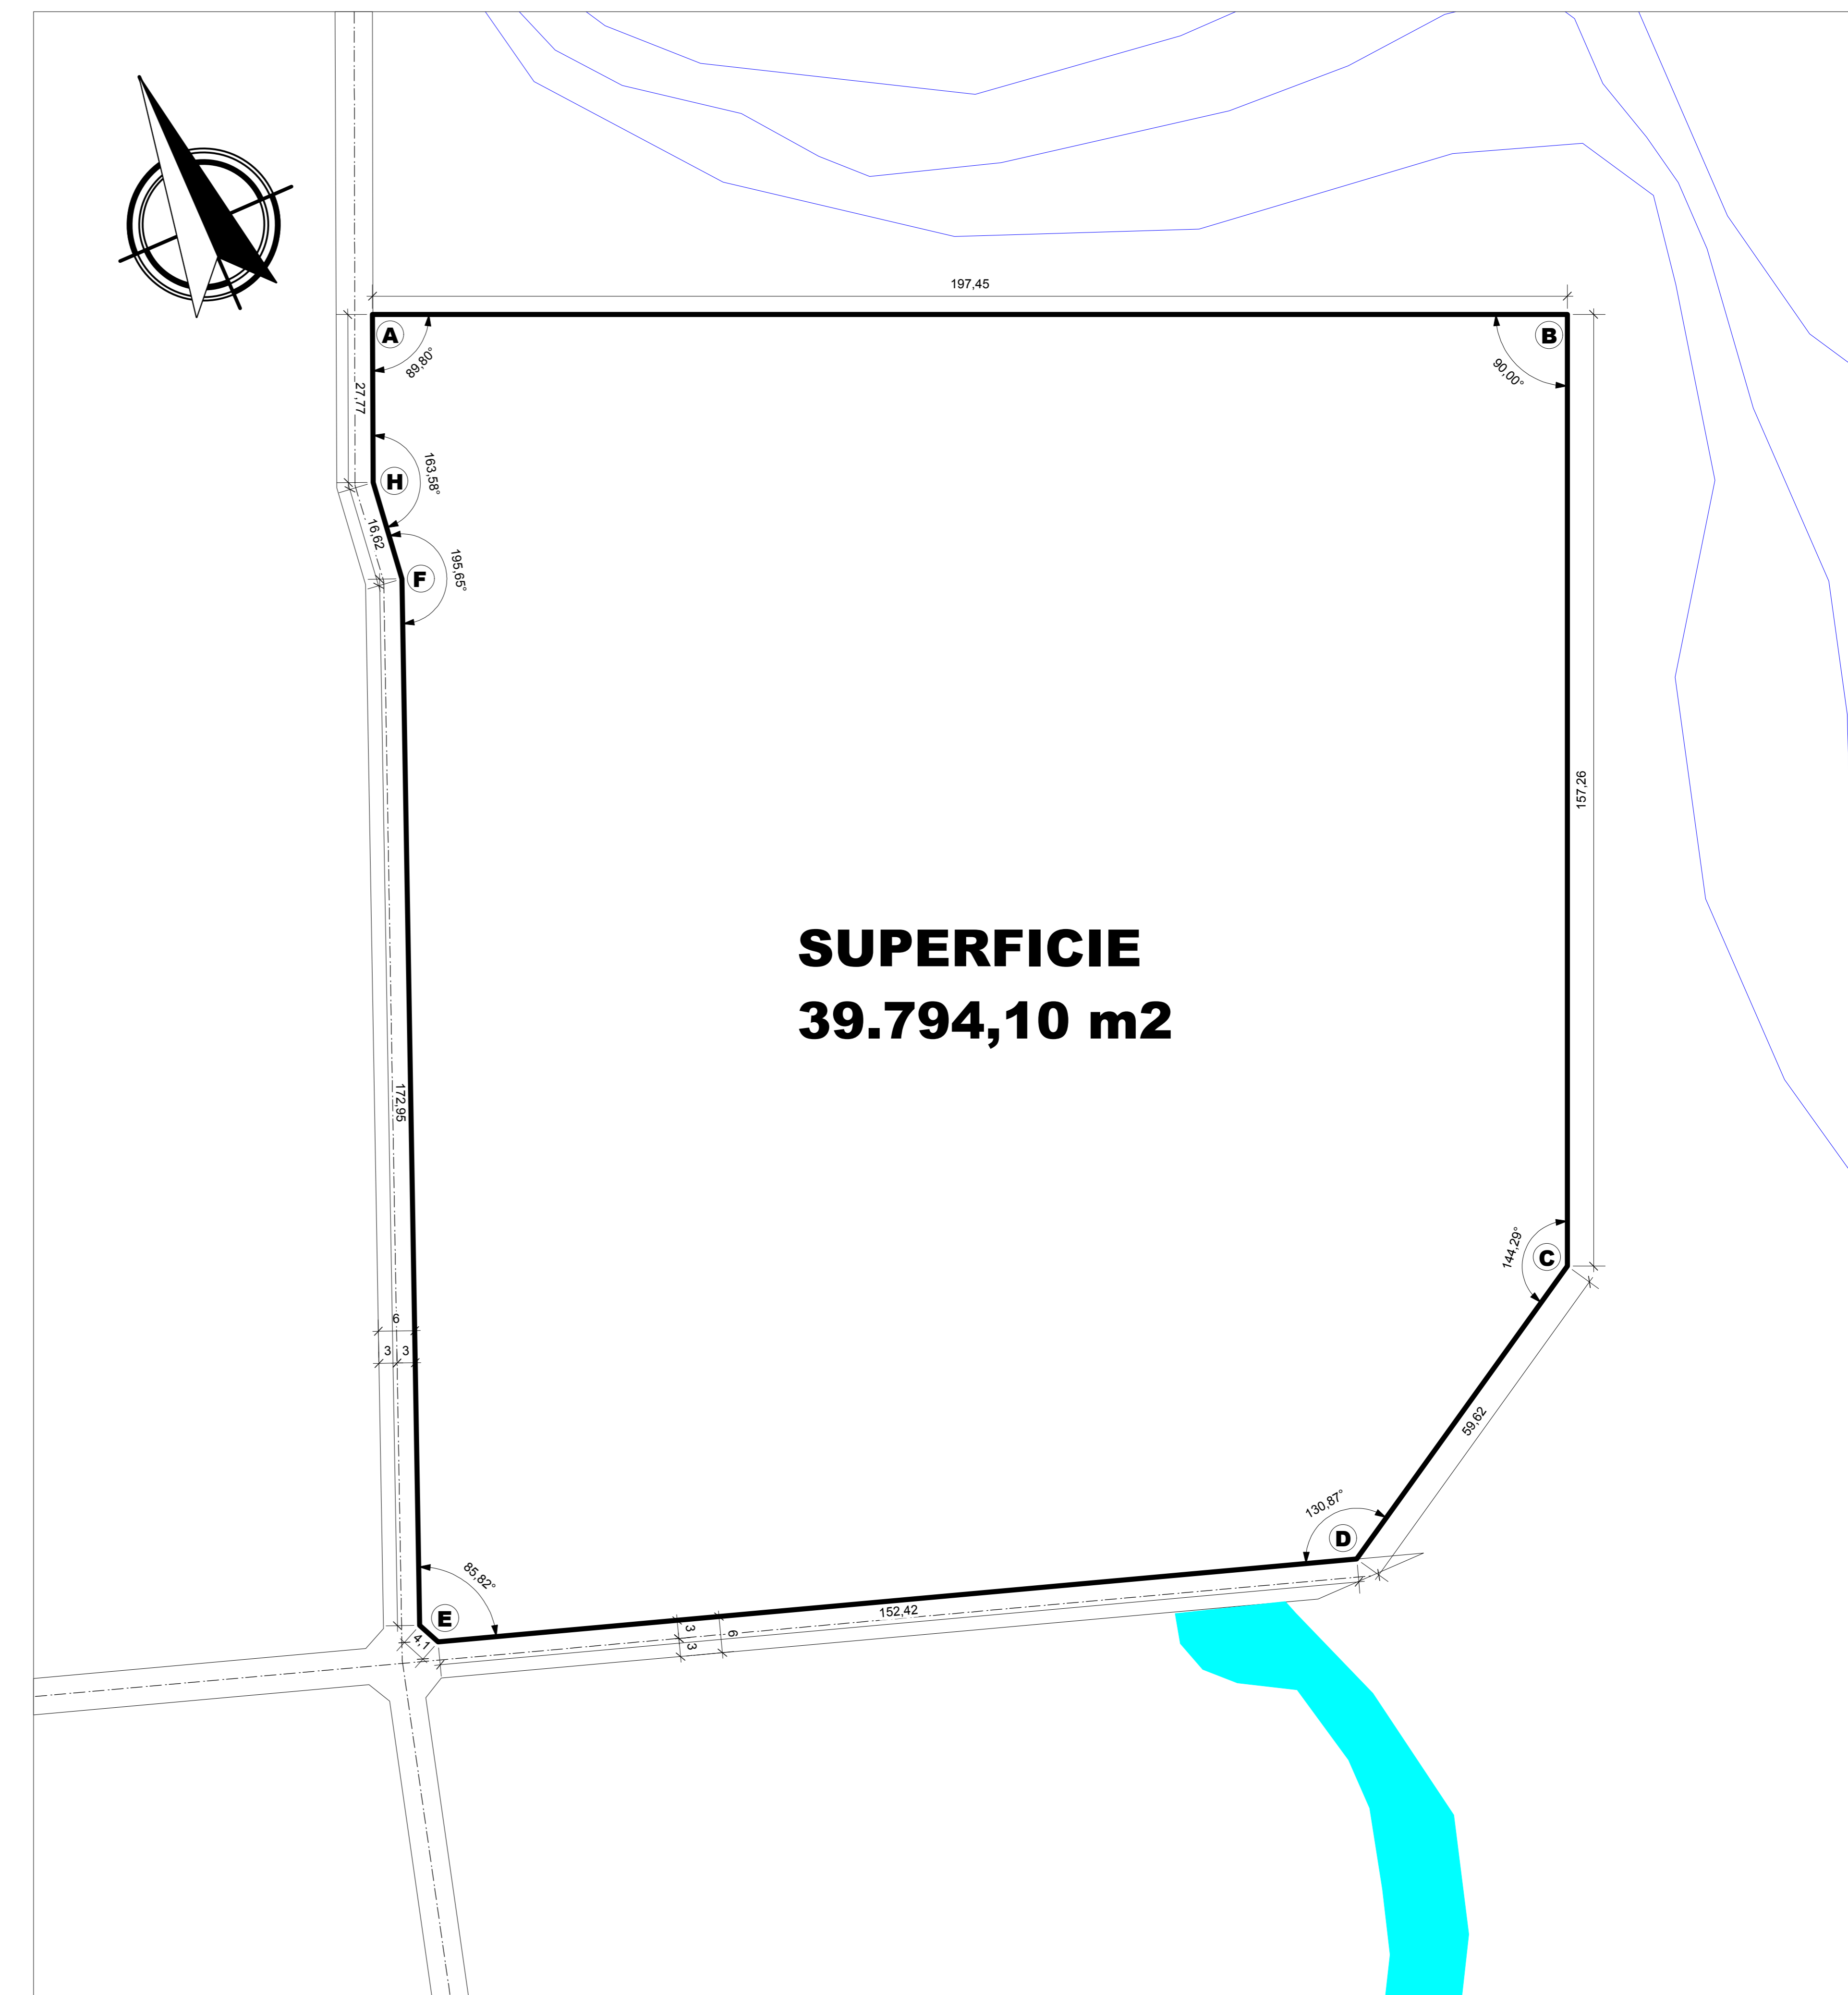 197,45
A
B
89,80°
90,00°
27,77
H
163,58°
16,62
F
195,65°
157,26
SUPERFICIE
39.794,10 m2
172,95
144,29°
C
6
3
3
59,62
130,87°
D
85,82°
E
152,42
3
6
3
4,1